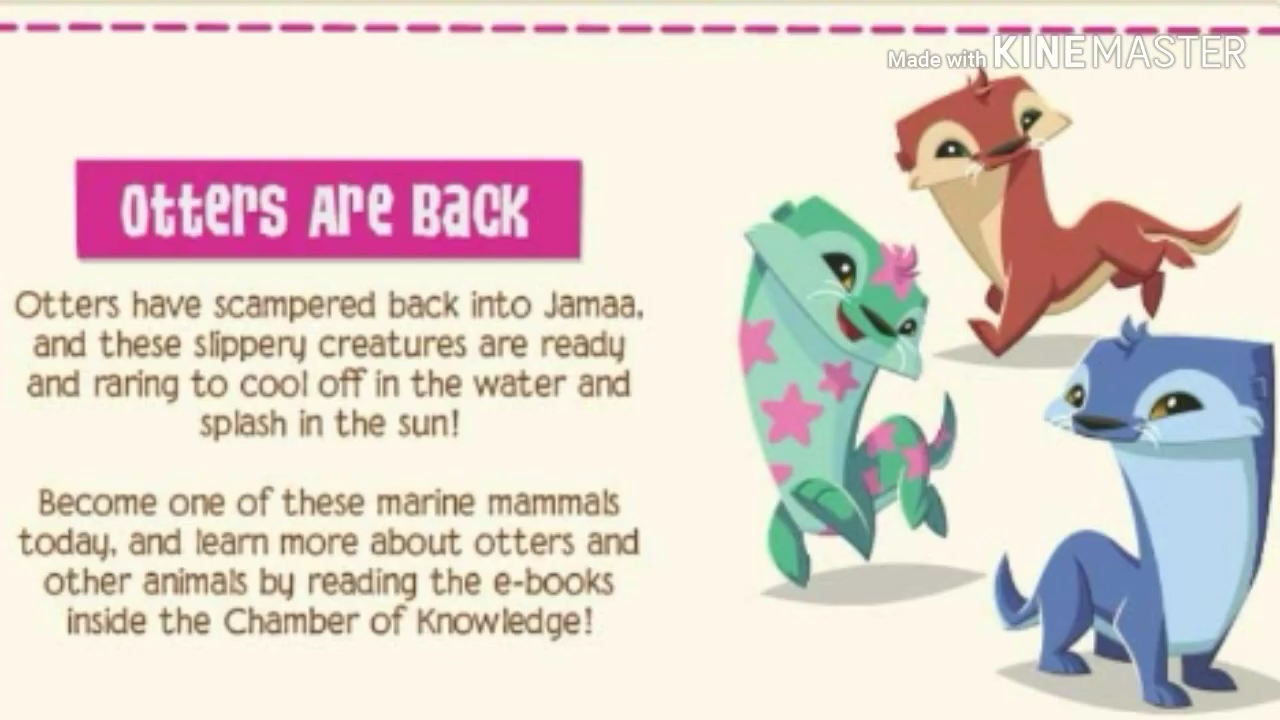 Made with KINEMASTER
Otters Are Back
Otters have scampered back into Jamaa,
and these slippery creatures are ready
and raring to cool off in the water and
splash in the sun!
Become one of these marine mammals
today, and learn more about otters and
other animals by reading the e-books
inside the Chamber of Knowledge!